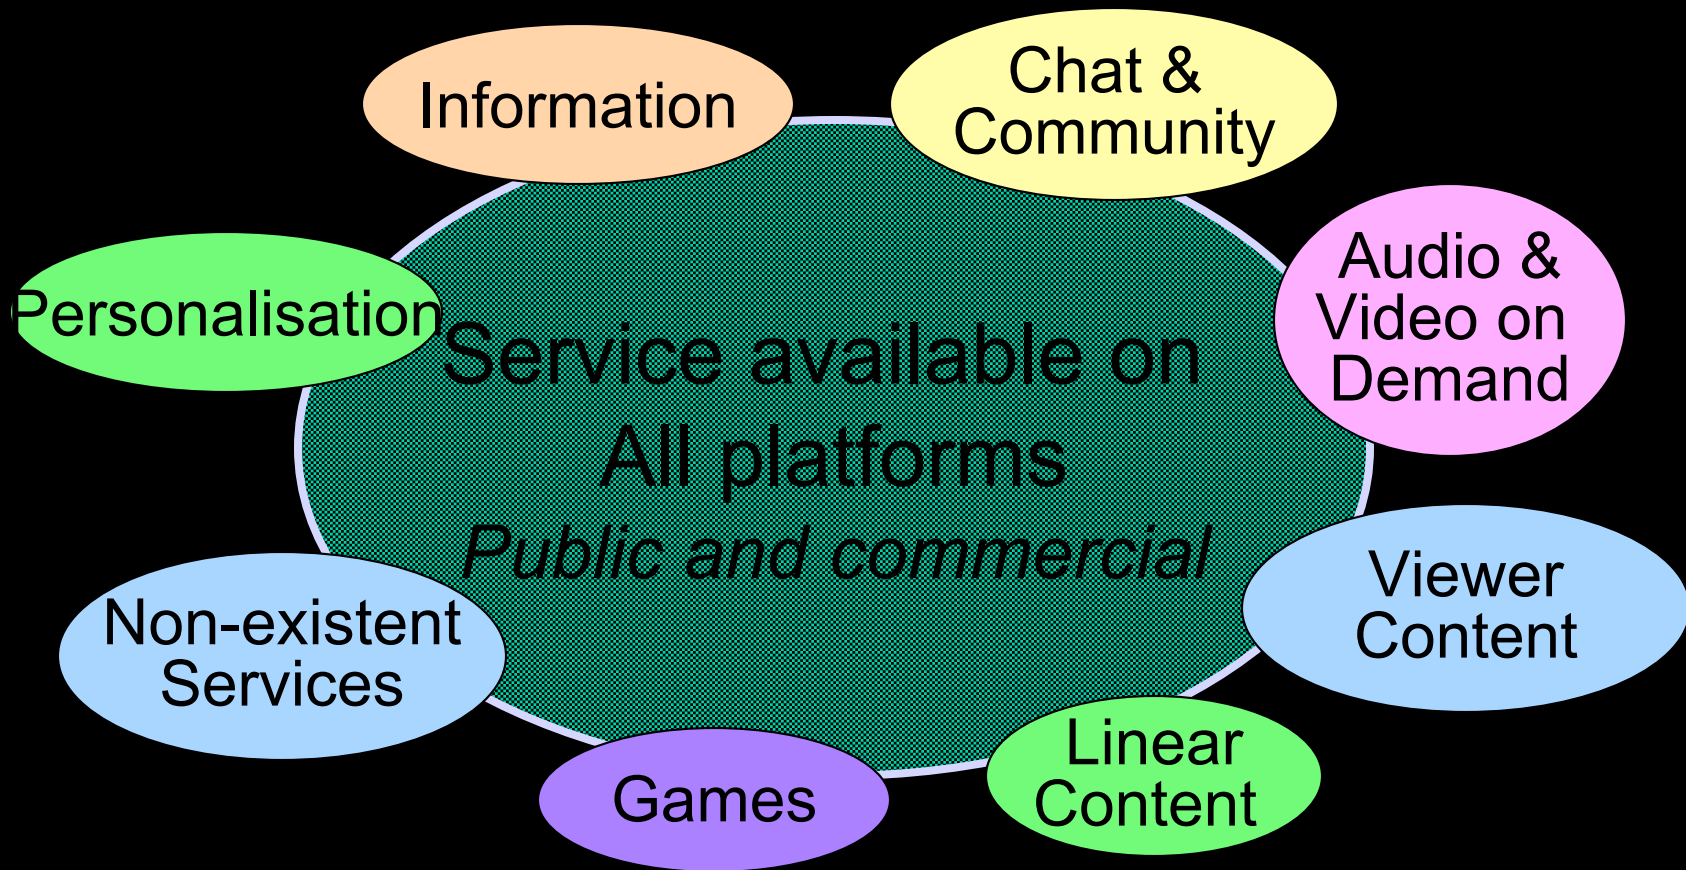 Information
Chat &
Community
Audio &
Video on
Demand
Personalisation
Service available on
All platforms
Public and commercial
Viewer
Content
Non-existent
Services
Linear
Content
Games